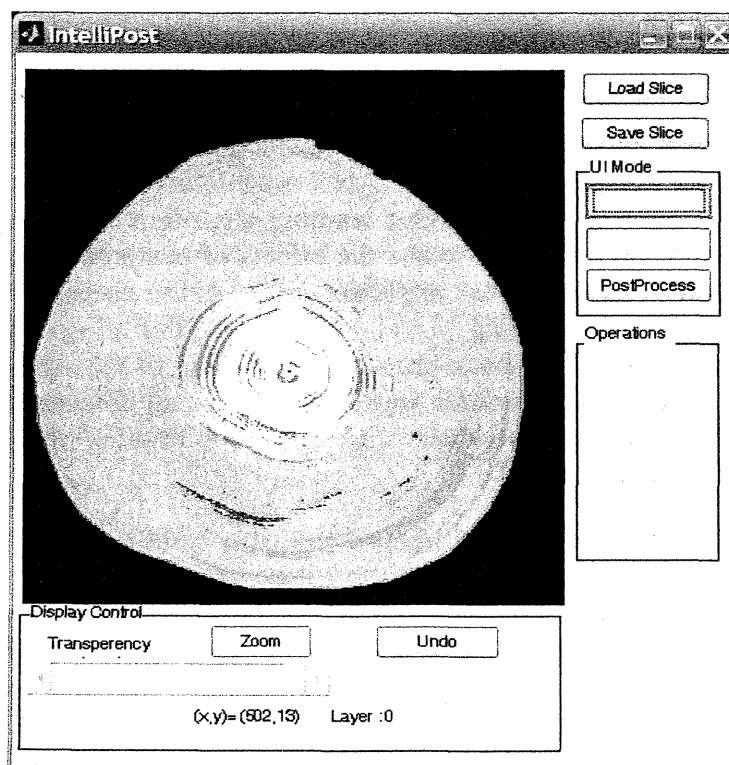 IntelliPost
Load Slice
Save Slice
UI Mode
PostProcess
Operations
Display Control
Transperency
Zoom
Undo
(x,y)= (502,13) Layer :0